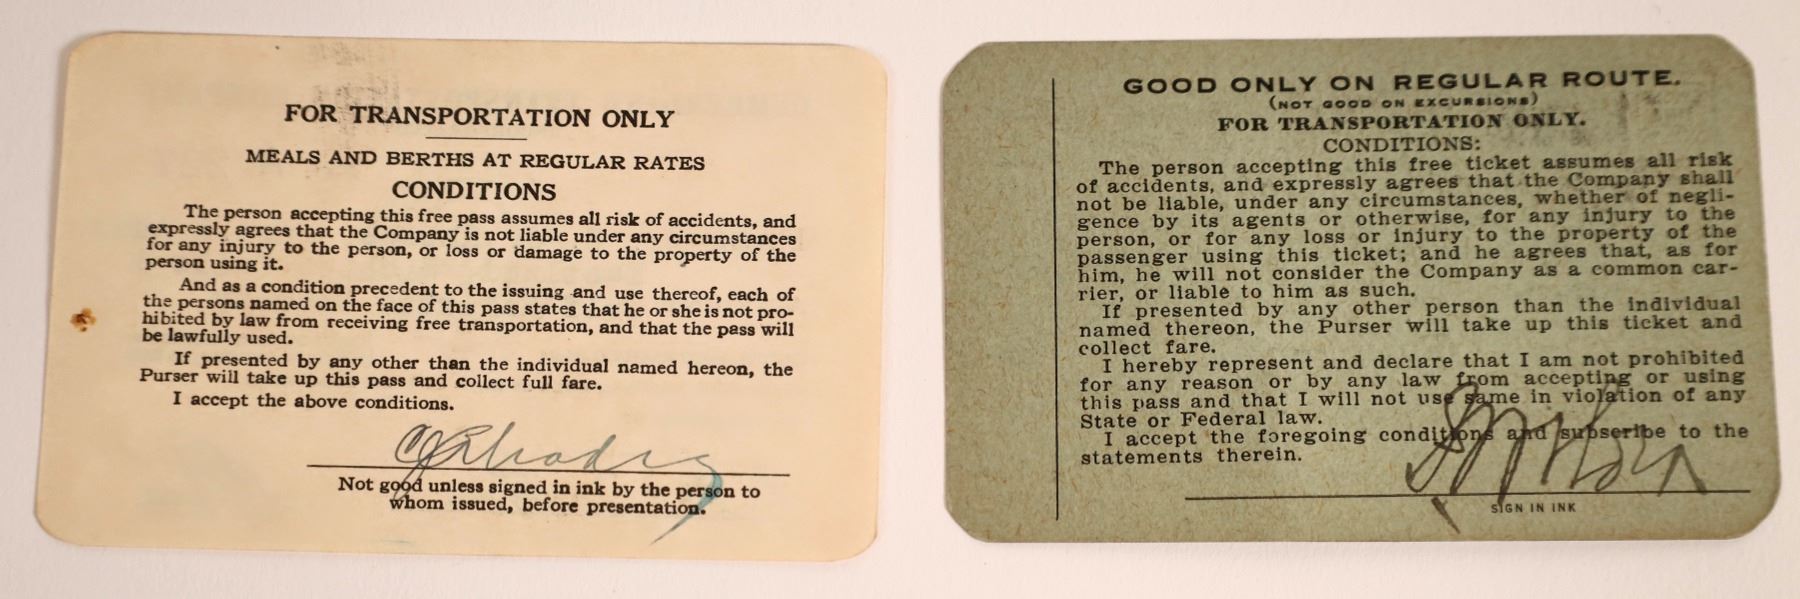 FOR TRANSPORTATION ONLY
MEALS AND BERTHS AT REGULAR RATES
CONDITIONS
The person accepting this free pass assumes all risk of accidents, and
expressly agrees that the Company is not liable under any circumstances
for any injury to the person, or loss or damage to the property of the
person using it.
And as a condition precedent to the issuing and use thereof, each of
the persons named on the face of this pass states that he or she is not pro-
hibited by law from receiving free transportation, and that the pass will
be lawfully used.
If presented by any other than the individual named hereon, the
Purser will take up this pass and collect full fare.
I accept the above conditions.
Not good unless signed in ink by the person to
whom issued, before presentation.
GOOD ONLY ON REGULAR ROUTE.
(NOT GOOD ON EXCURSIONS)
FOR TRANSPORTATION ONLY.
CONDITIONS:
The person accepting this free ticket assumes all risk
of accidents, and expressly agrees that the Company shall
not be liable, under any circumstances, whether of negli-
gence by its agents or otherwise, for any injury to the
person, or for any loss or injury to the property of the
passenger using this ticket; and he agrees that, as for
him, he will not consider the Company as a common car-
rier, or liable to him as such.
If presented by any other person than the individual
named thereon, the Purser will take up this ticket and
collect fare.
I hereby represent and declare that I am not prohibited
for any reason or by any law from accepting or using
this pass and that I will not use same in violation of any
State or Federal law.
I accept the foregoing conditions and subscribe to the
statements therein.
SIGN IN INK